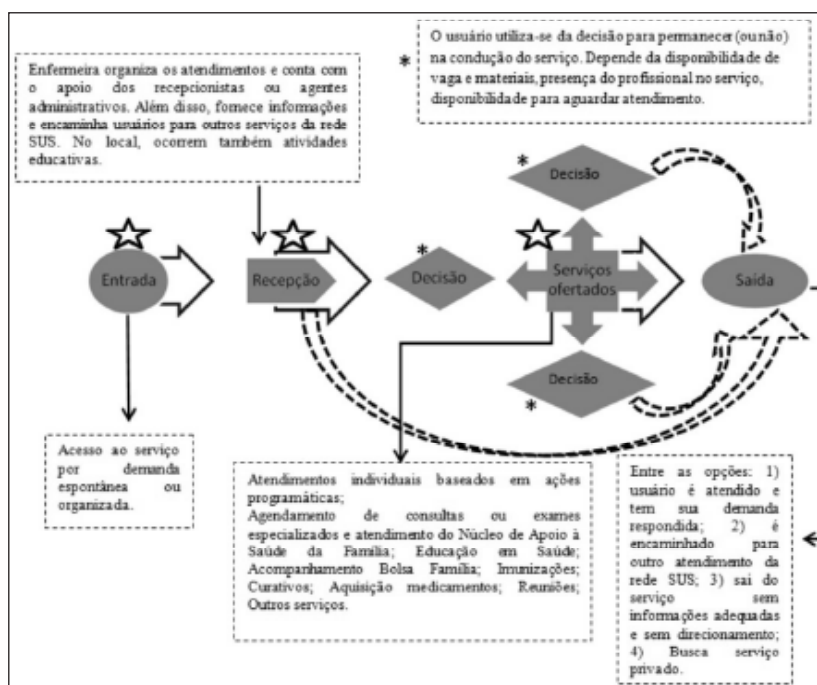 O usuário utiliza-se da decisão para permanecer (ou não)
* na condução do serviço. Depende da disponibilidade de
vaga e materiais, presença do profissional no serviço,
disponibilidade para aguardar atendimento.
Enfermeira organiza os atendimentos e conta com
o apoio dos recepcionistas ou agentes
administrativos. Além disso, fornece informações
e encaminha usuários para outros serviços da rede
SUS. No local, ocorrem também atividades
educativas.
* Decisão
Entrada
Recepção
* Decisão
Serviços
ofertados
Saída
Decisão
*
Acesso ao serviço
por demanda
espontânea ou
organizada.
Atendimentos individuais baseados em ações
programáticas;
Agendamento de consultas ou exames
especializados e atendimento do Núcleo de Apoio à
Saúde da Família; Educação em Saúde;
Acompanhamento Bolsa Família; Imunizações;
Curativos; Aquisição medicamentos; Reuniões;
Outros serviços.
Entre as opções: 1)
usuário é atendido e
tem sua demanda
respondida; 2) é
encaminhado para
outro atendimento da
rede SUS; 3) sai do
serviço sem
informações adequadas
e sem direcionamento;
4) Busca serviço
privado.